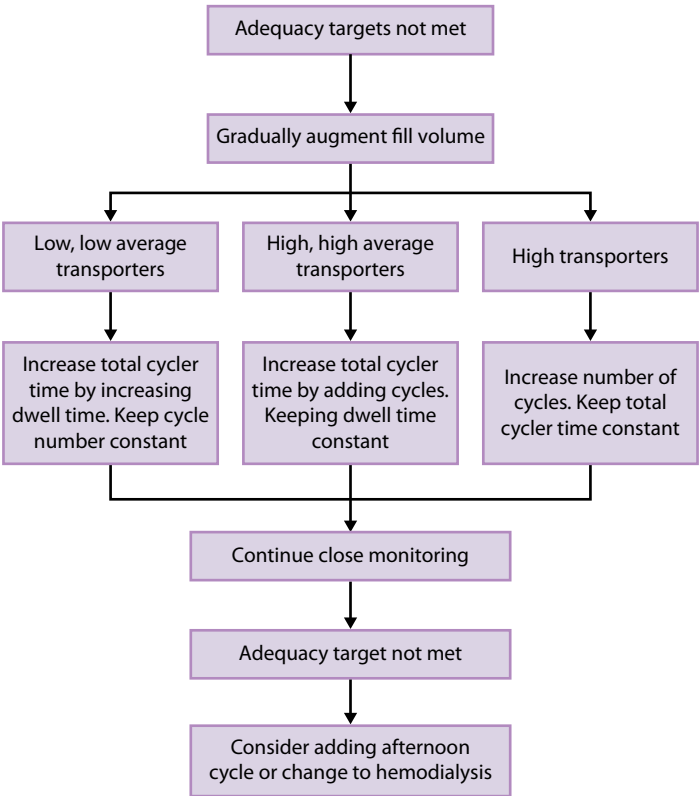 Adequacy targets not met
Gradually augment fill volume
Low, low average
transporters
High, high average
transporters
High transporters
Increase total cycler
time by increasing
dwell time. Keep cycle
number constant
Increase total cycler
time by adding cycles.
Keeping dwell time
constant
Increase number of
cycles. Keep total
cycler time constant
Continue close monitoring
Adequacy target not met
Consider adding afternoon
cycle or change to hemodialysis